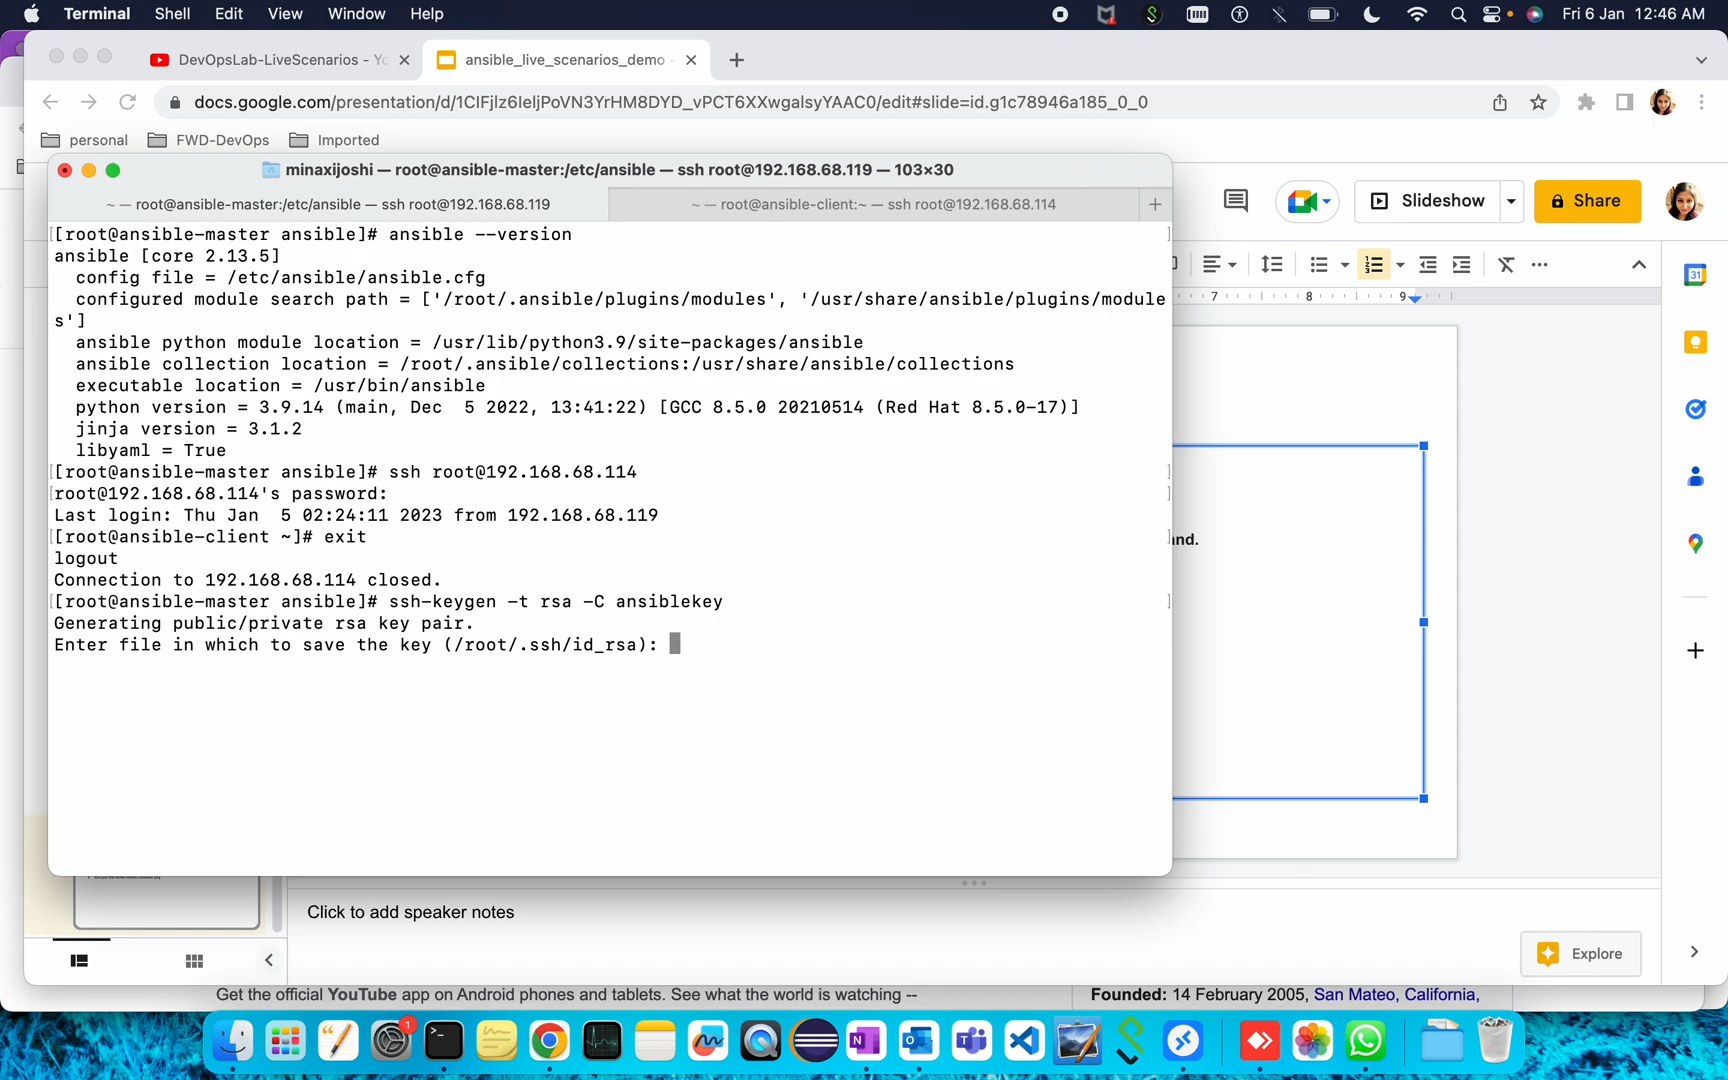 Terminal Shell Edit View Window Help
Fri 6 Jan 12:46 AM
DevOpsLab-LiveScenarios - Yo
ansible_live_scenarios_demo -
docs.google.com/presentation/d/1CIFjlz6IeljPoVN3YrHM8DYD_vPCT6XXwgalsyYAAC0/edit#slide=id.g1c78946a185_0_0
personal FWD-DevOps Imported
minaxijoshi — root@ansible-master:/etc/ansible — ssh root@192.168.68.119 — 103×30
~ — root@ansible-master:/etc/ansible — ssh root@192.168.68.119
~ — root@ansible-client:~ — ssh root@192.168.68.114
Slideshow
Share
[[root@ansible-master ansible]# ansible --version
ansible [core 2.13.5]
config file = /etc/ansible/ansible.cfg
configured module search path = ['/root/.ansible/plugins/modules', '/usr/share/ansible/plugins/module
s']
ansible python module location = /usr/lib/python3.9/site-packages/ansible
ansible collection location = /root/.ansible/collections:/usr/share/ansible/collections
executable location = /usr/bin/ansible
python version = 3.9.14 (main, Dec  5 2022, 13:41:22) [GCC 8.5.0 20210514 (Red Hat 8.5.0-17)]
jinja version = 3.1.2
libyaml = True
[[root@ansible-master ansible]# ssh root@192.168.68.114
[root@192.168.68.114's password:
Last login: Thu Jan  5 02:24:11 2023 from 192.168.68.119
[[root@ansible-client ~]# exit
logout
Connection to 192.168.68.114 closed.
[[root@ansible-master ansible]# ssh-keygen -t rsa -C ansiblekey
Generating public/private rsa key pair.
Enter file in which to save the key (/root/.ssh/id_rsa):
7 8 9
and.
31
Click to add speaker notes
Explore
Get the official YouTube app on Android phones and tablets. See what the world is watching --
Founded: 14 February 2005, San Mateo, California,
1